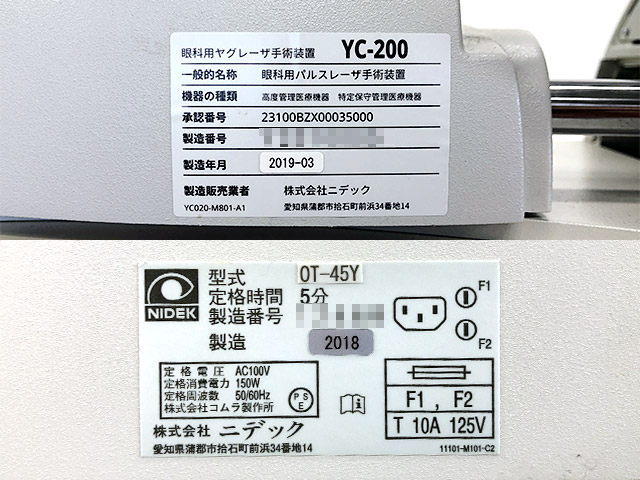 眼科用ヤグレーザ手術装置 YC-200
一般的名称 眼科用パルスレーザ手術装置
機器の種類 高度管理医療機器 特定保守管理医療機器
承認番号 23100BZX00035000
製造番号
製造年月 2019-03
製造販売業者 株式会社ニデック
YC020-M801-A1 愛知県蒲郡市拾石町前浜34番地14
NIDEK
型式 OT-45Y
定格時間 5分
製造番号
製造 2018
F1
F2
定格電圧 AC100V
定格消費電力 150W
定格周波数 50/60Hz
株式会社コムラ製作所
PSE
F1 , F2
T 10A 125V
株式会社ニデック
愛知県蒲郡市拾石町前浜34番地14
11101-M101-C2